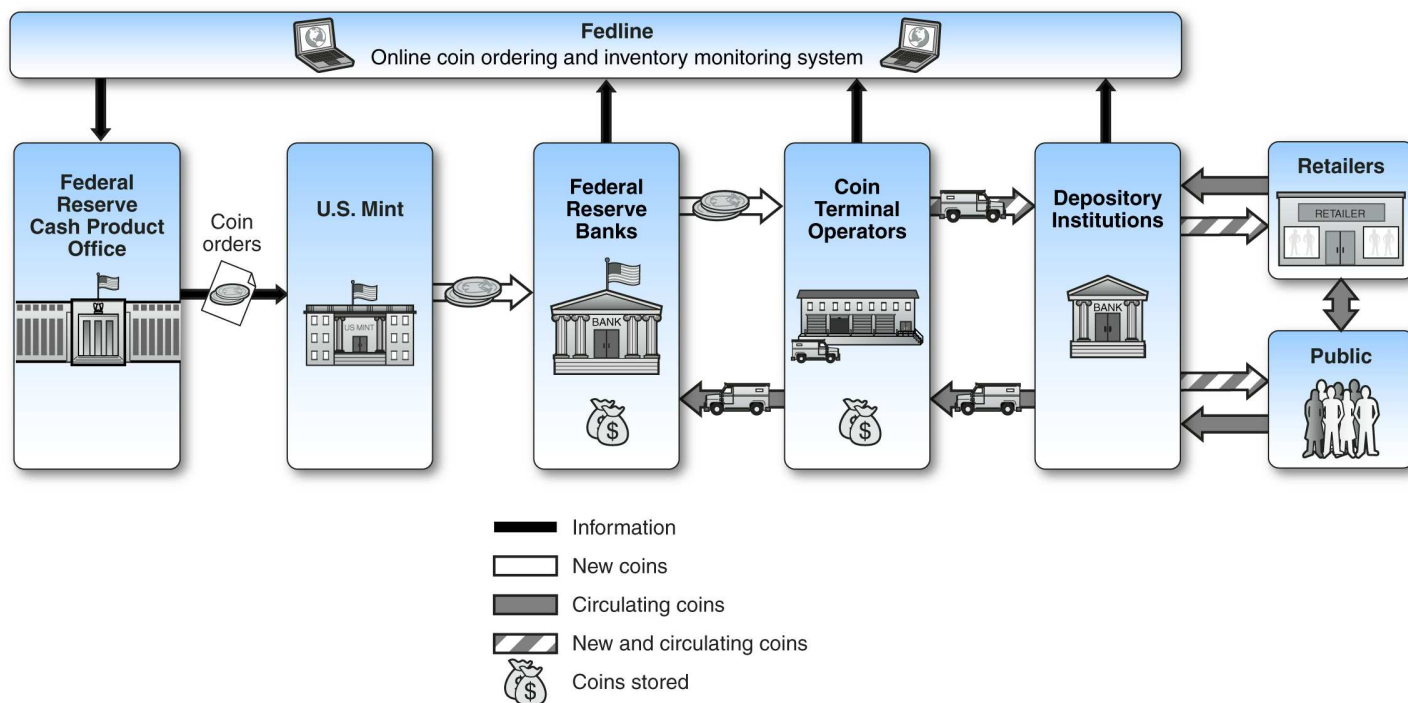 Fedline
Online coin ordering and inventory monitoring system
Federal
Reserve
Cash Product
Office
Coin
orders
U.S. Mint
US MINT
Federal
Reserve
Banks
BANK
$
Coin
Terminal
Operators
$
Depository
Institutions
BANK
Retailers
RETAILER
Public
Information
New coins
Circulating coins
New and circulating coins
$
Coins stored